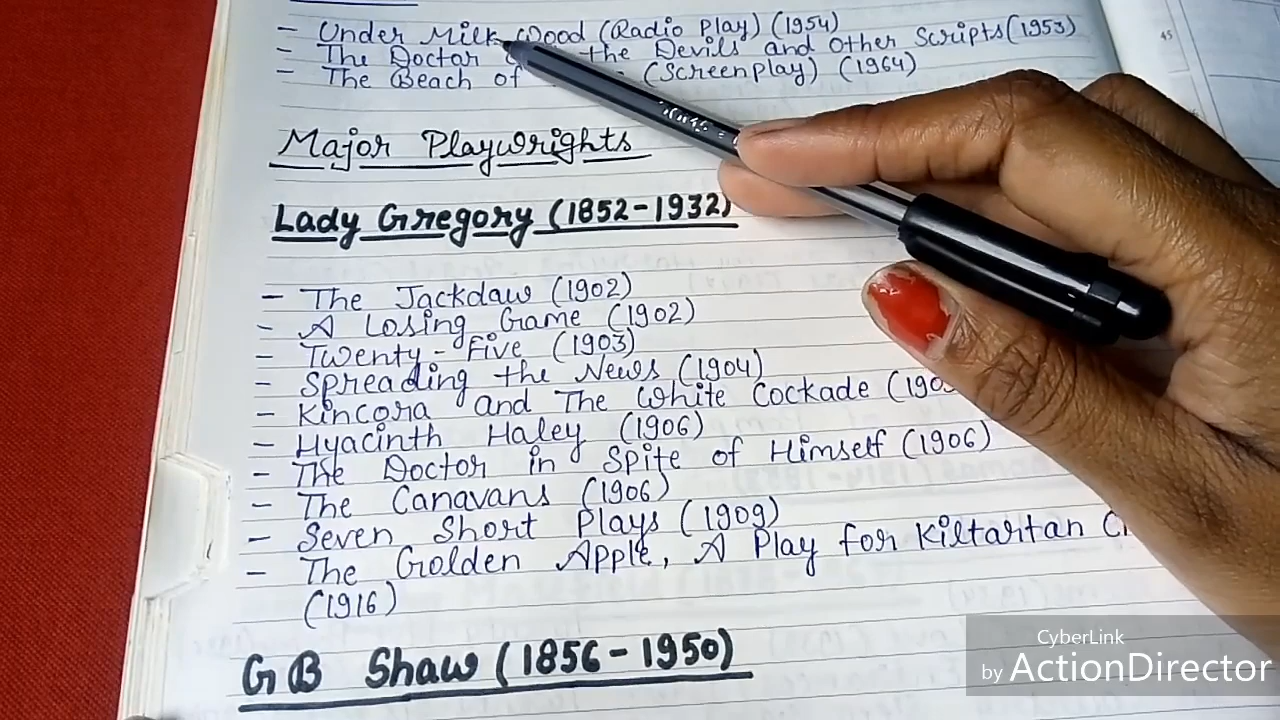 - Under Milk Wood (Radio Play) (1954)
- The Doctor the Devils and Other Scripts (1953)
- The Beach of (Screenplay) (1964)
Major Playwrights
Lady Gregory (1852-1932)
- The Jackdaw (1902)
- A Losing Game (1902)
- Twenty-Five (1903)
- Spreading the News (1904)
- Kincora and The White Cockade
- Hyacinth Haley (1906)
- The Doctor in Spite of Himself (1906)
- The Canavans (1906)
- Seven Short Plays (1909)
- The Golden Apple, A Play for Kiltartan
(1916)
GB Shaw (1856-1950)
45
CyberLink
by ActionDirector